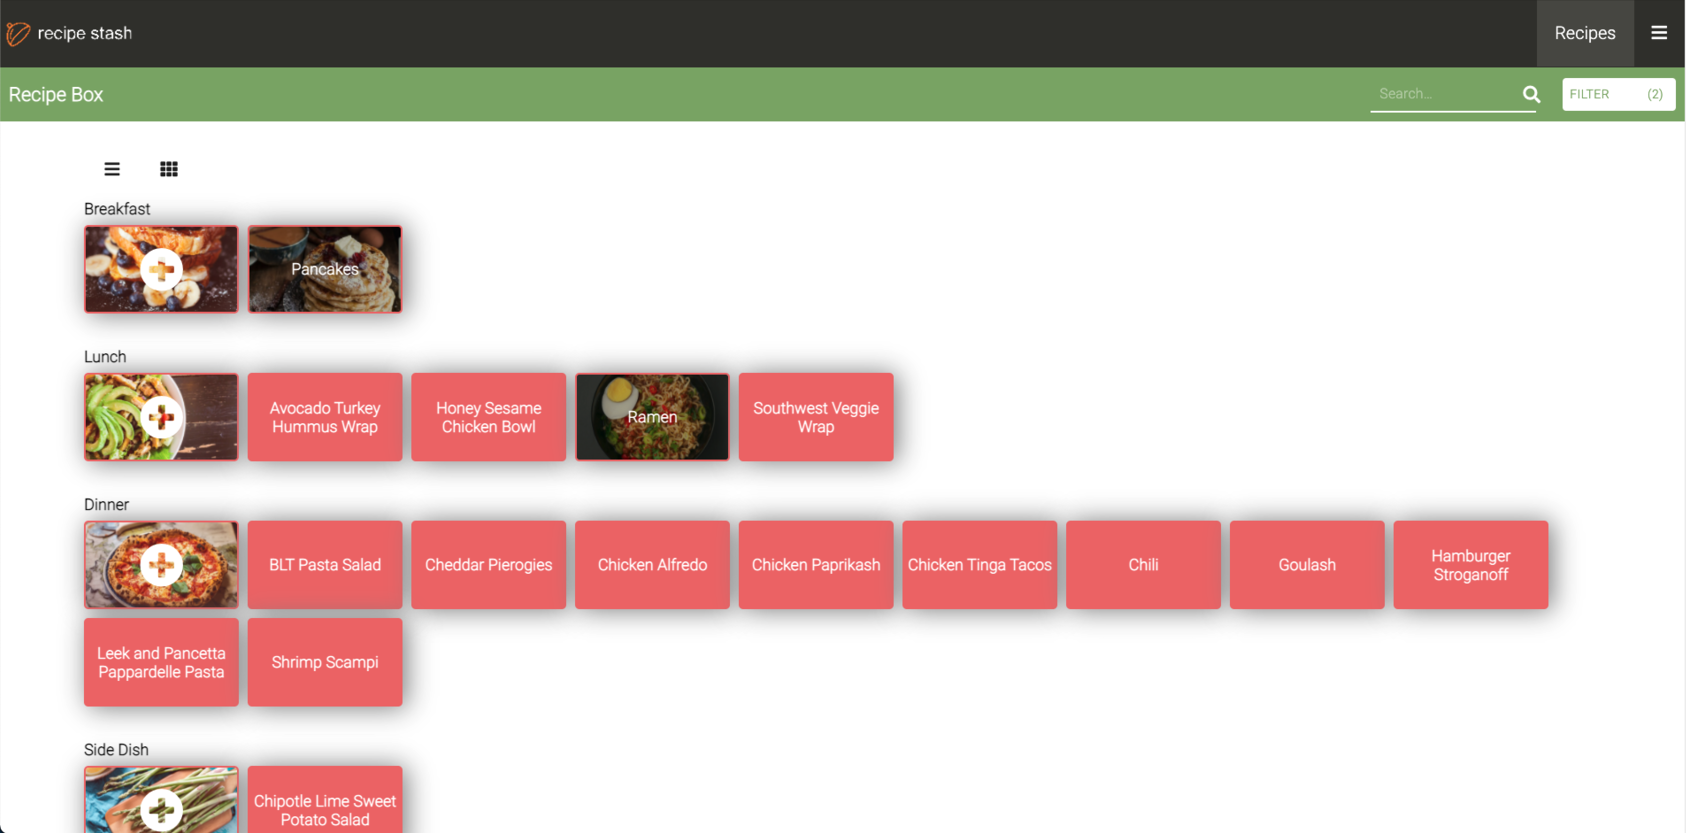 recipe stash
Recipes
Recipe Box
Search...
FILTER (2)
Breakfast
Pancakes
Lunch
Avocado Turkey
Hummus Wrap
Honey Sesame
Chicken Bowl
Ramen
Southwest Veggie
Wrap
Dinner
BLT Pasta Salad
Cheddar Pierogies
Chicken Alfredo
Chicken Paprikash
Chicken Tinga Tacos
Chili
Goulash
Hamburger
Stroganoff
Leek and Pancetta
Pappardelle Pasta
Shrimp Scampi
Side Dish
Chipotle Lime Sweet
Potato Salad